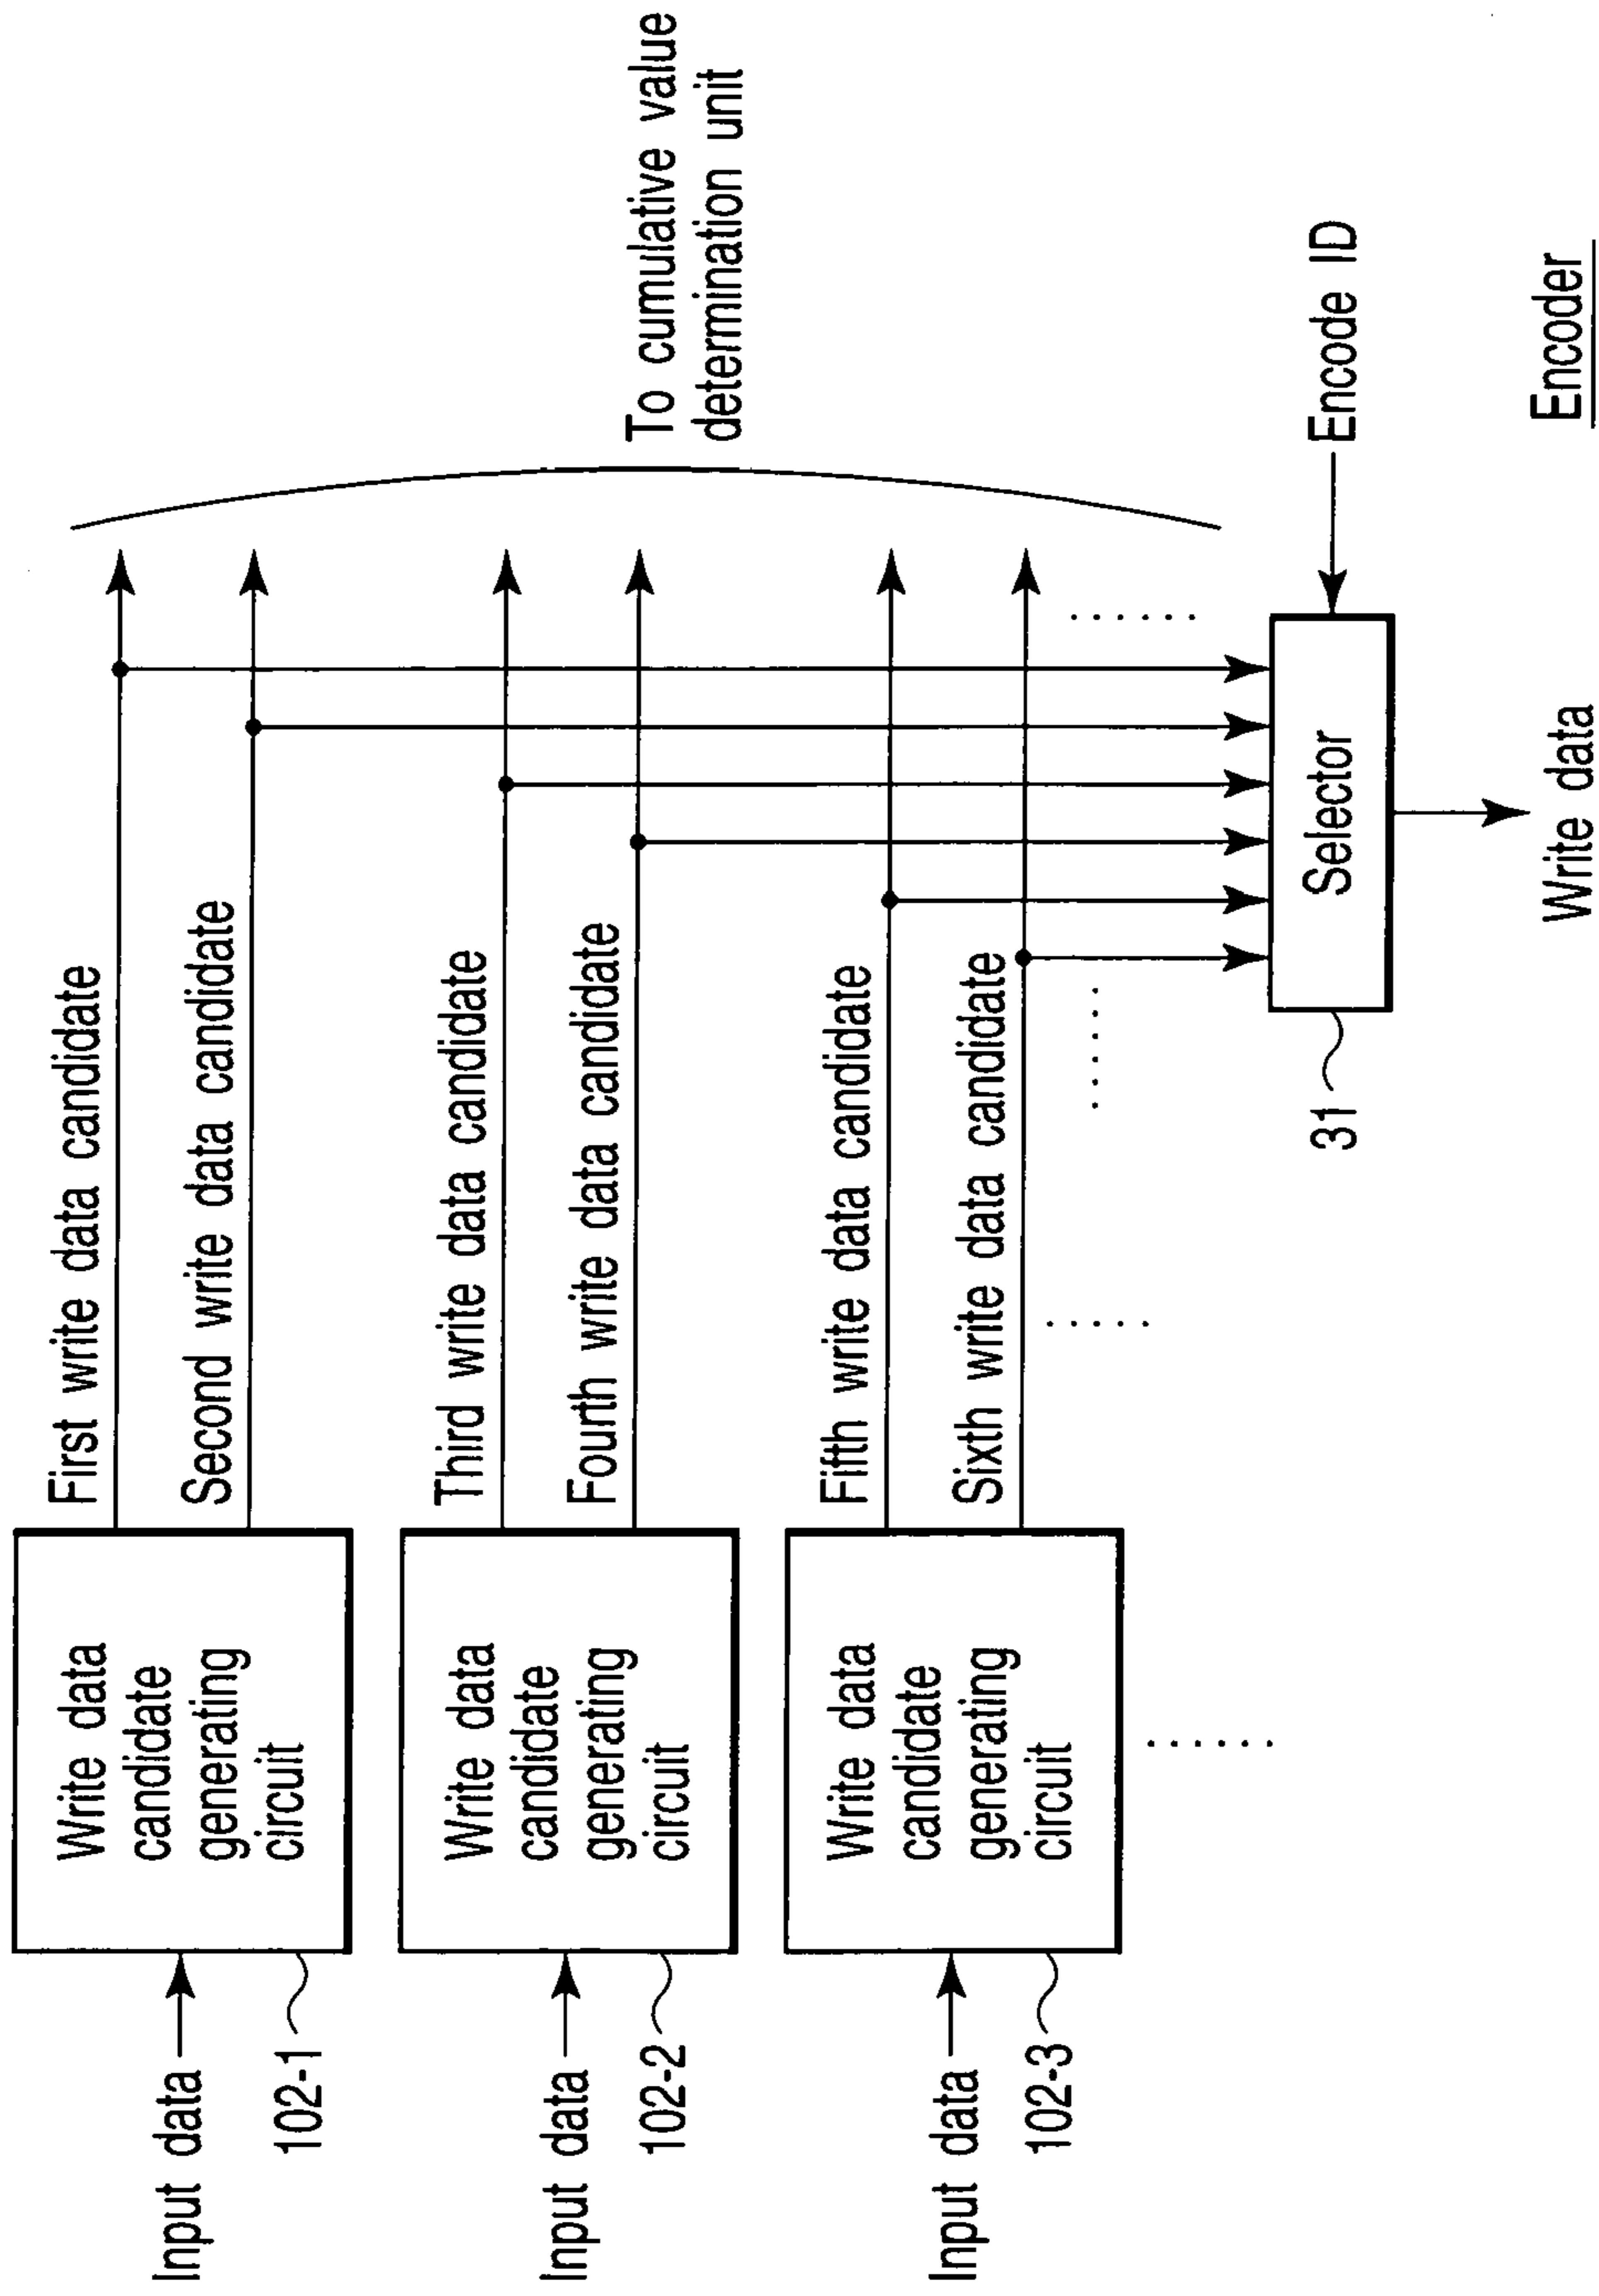 Input data
102-1
Write data
candidate
generating
circuit
First write data candidate
Second write data candidate
Input data
102-2
Write data
candidate
generating
circuit
Third write data candidate
Fourth write data candidate
To cumulative value
determination unit
Input data
102-3
Write data
candidate
generating
circuit
Fifth write data candidate
Sixth write data candidate
31
Selector
Encode ID
Write data
Encoder